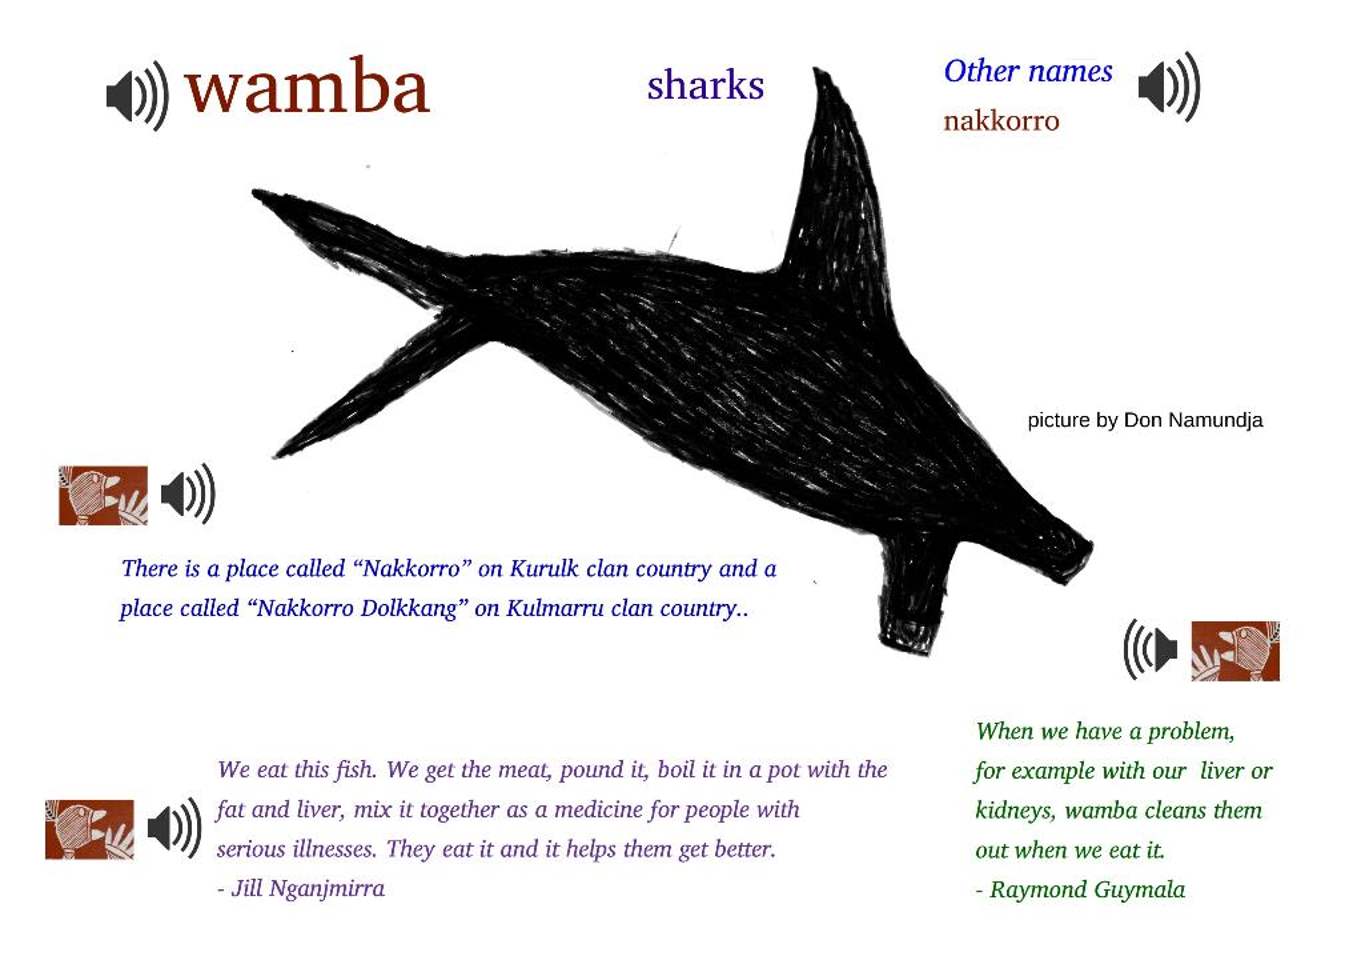 wamba
sharks
Other names
nakkorro
picture by Don Namundja
There is a place called “Nakkorro” on Kurulk clan country and a
place called “Nakkorro Dolkkang” on Kulmarru clan country..
We eat this fish. We get the meat, pound it, boil it in a pot with the
fat and liver, mix it together as a medicine for people with
serious illnesses. They eat it and it helps them get better.
- Jill Nganjmirra
When we have a problem,
for example with our  liver or
kidneys, wamba cleans them
out when we eat it.
- Raymond Guymala